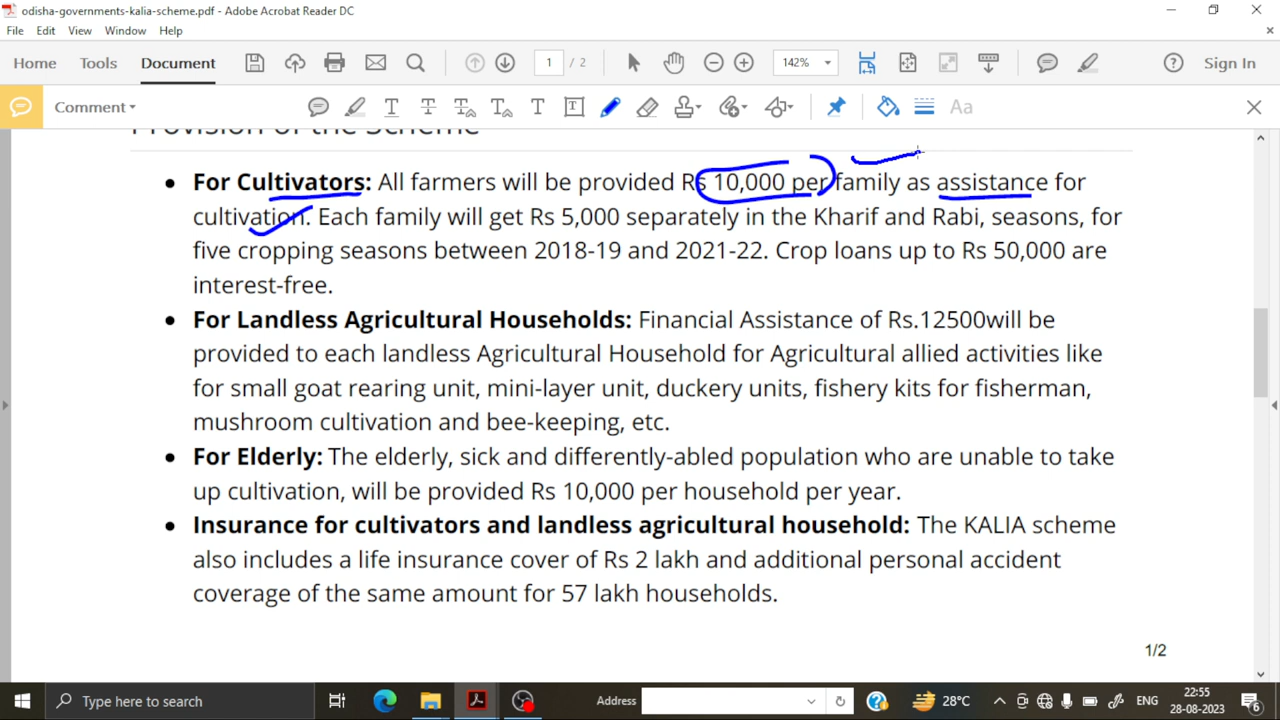 odisha-governments-kalia-scheme.pdf - Adobe Acrobat Reader DC
File Edit View Window Help
Home Tools Document 1 / 2 142% Sign In
Comment Aa
Provision of the Scheme
For Cultivators: All farmers will be provided Rs 10,000 per family as assistance for
cultivation. Each family will get Rs 5,000 separately in the Kharif and Rabi, seasons, for
five cropping seasons between 2018-19 and 2021-22. Crop loans up to Rs 50,000 are
interest-free.
For Landless Agricultural Households: Financial Assistance of Rs.12500will be
provided to each landless Agricultural Household for Agricultural allied activities like
for small goat rearing unit, mini-layer unit, duckery units, fishery kits for fisherman,
mushroom cultivation and bee-keeping, etc.
For Elderly: The elderly, sick and differently-abled population who are unable to take
up cultivation, will be provided Rs 10,000 per household per year.
Insurance for cultivators and landless agricultural household: The KALIA scheme
also includes a life insurance cover of Rs 2 lakh and additional personal accident
coverage of the same amount for 57 lakh households.
1/2
Type here to search Address 28°C ENG 22:55
28-08-2023 6